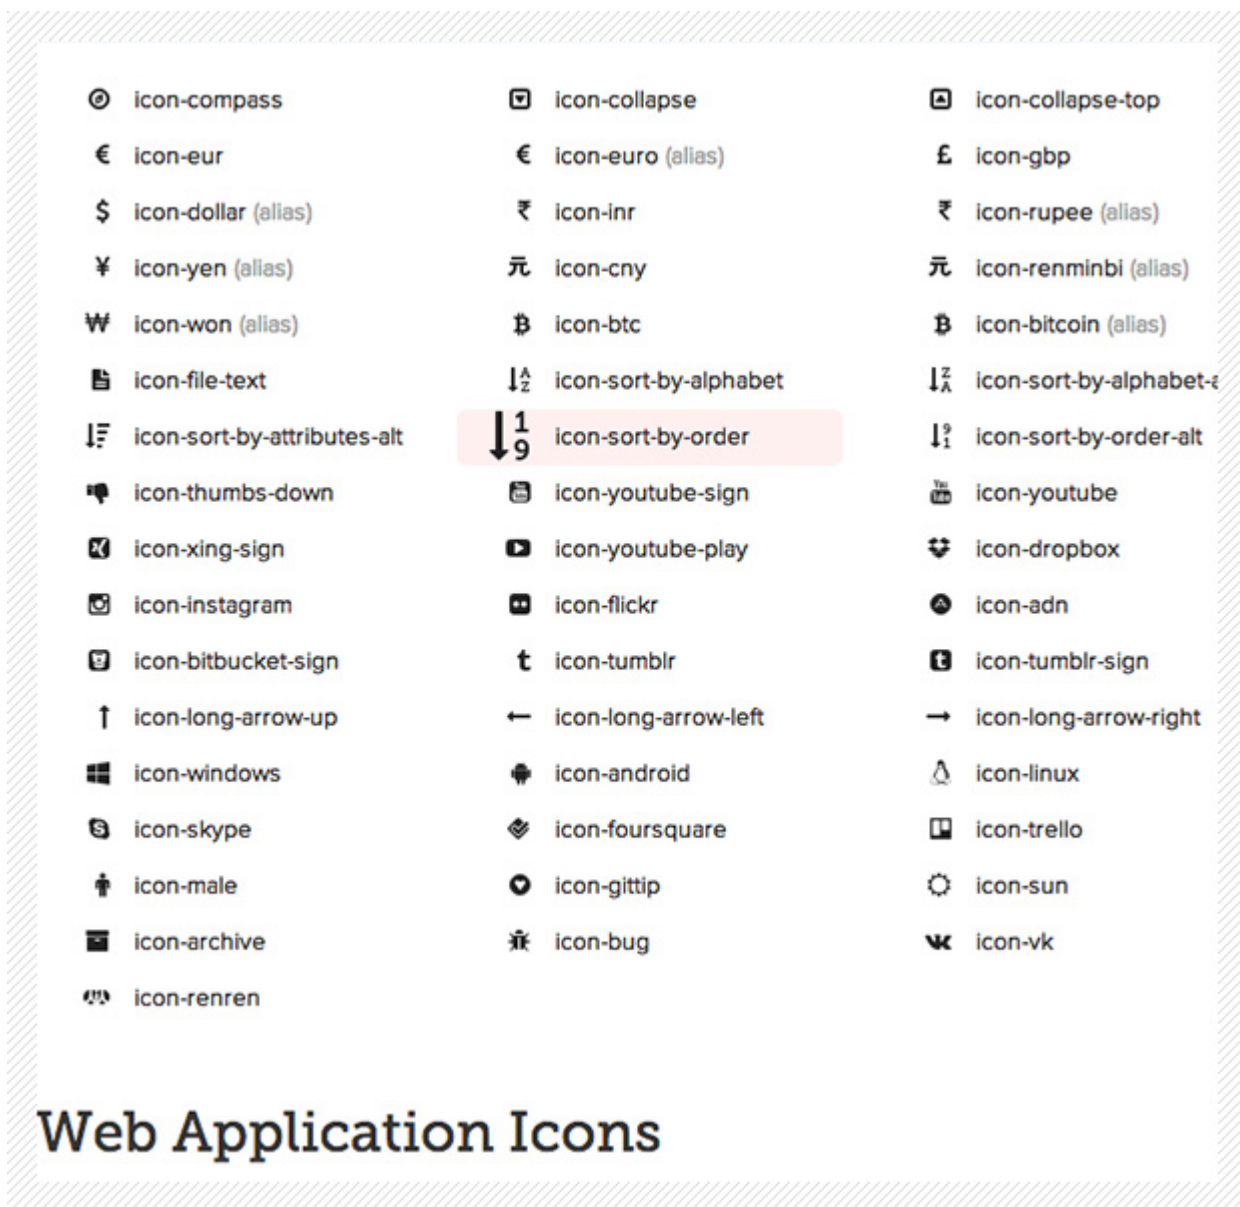 icon-compass icon-collapse icon-collapse-top
icon-eur icon-euro (alias) icon-gbp
icon-dollar (alias) icon-inr icon-rupee (alias)
icon-yen (alias) icon-cny icon-renminbi (alias)
icon-won (alias) icon-btc icon-bitcoin (alias)
icon-file-text icon-sort-by-alphabet icon-sort-by-alphabet-a
icon-sort-by-attributes-alt icon-sort-by-order icon-sort-by-order-alt
icon-thumbs-down icon-youtube-sign icon-youtube
icon-xing-sign icon-youtube-play icon-dropbox
icon-instagram icon-flickr icon-adn
icon-bitbucket-sign icon-tumblr icon-tumblr-sign
icon-long-arrow-up icon-long-arrow-left icon-long-arrow-right
icon-windows icon-android icon-linux
icon-skype icon-foursquare icon-trello
icon-male icon-gittip icon-sun
icon-archive icon-bug icon-vk
icon-renren
Web Application Icons